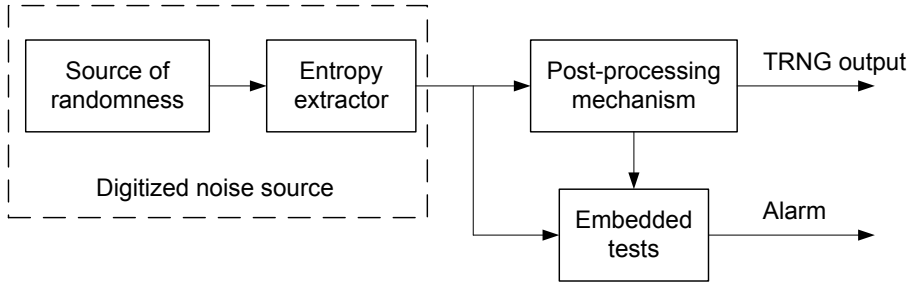 Source of
randomness
Entropy
extractor
Digitized noise source
Post-processing
mechanism
TRNG output
Embedded
tests
Alarm